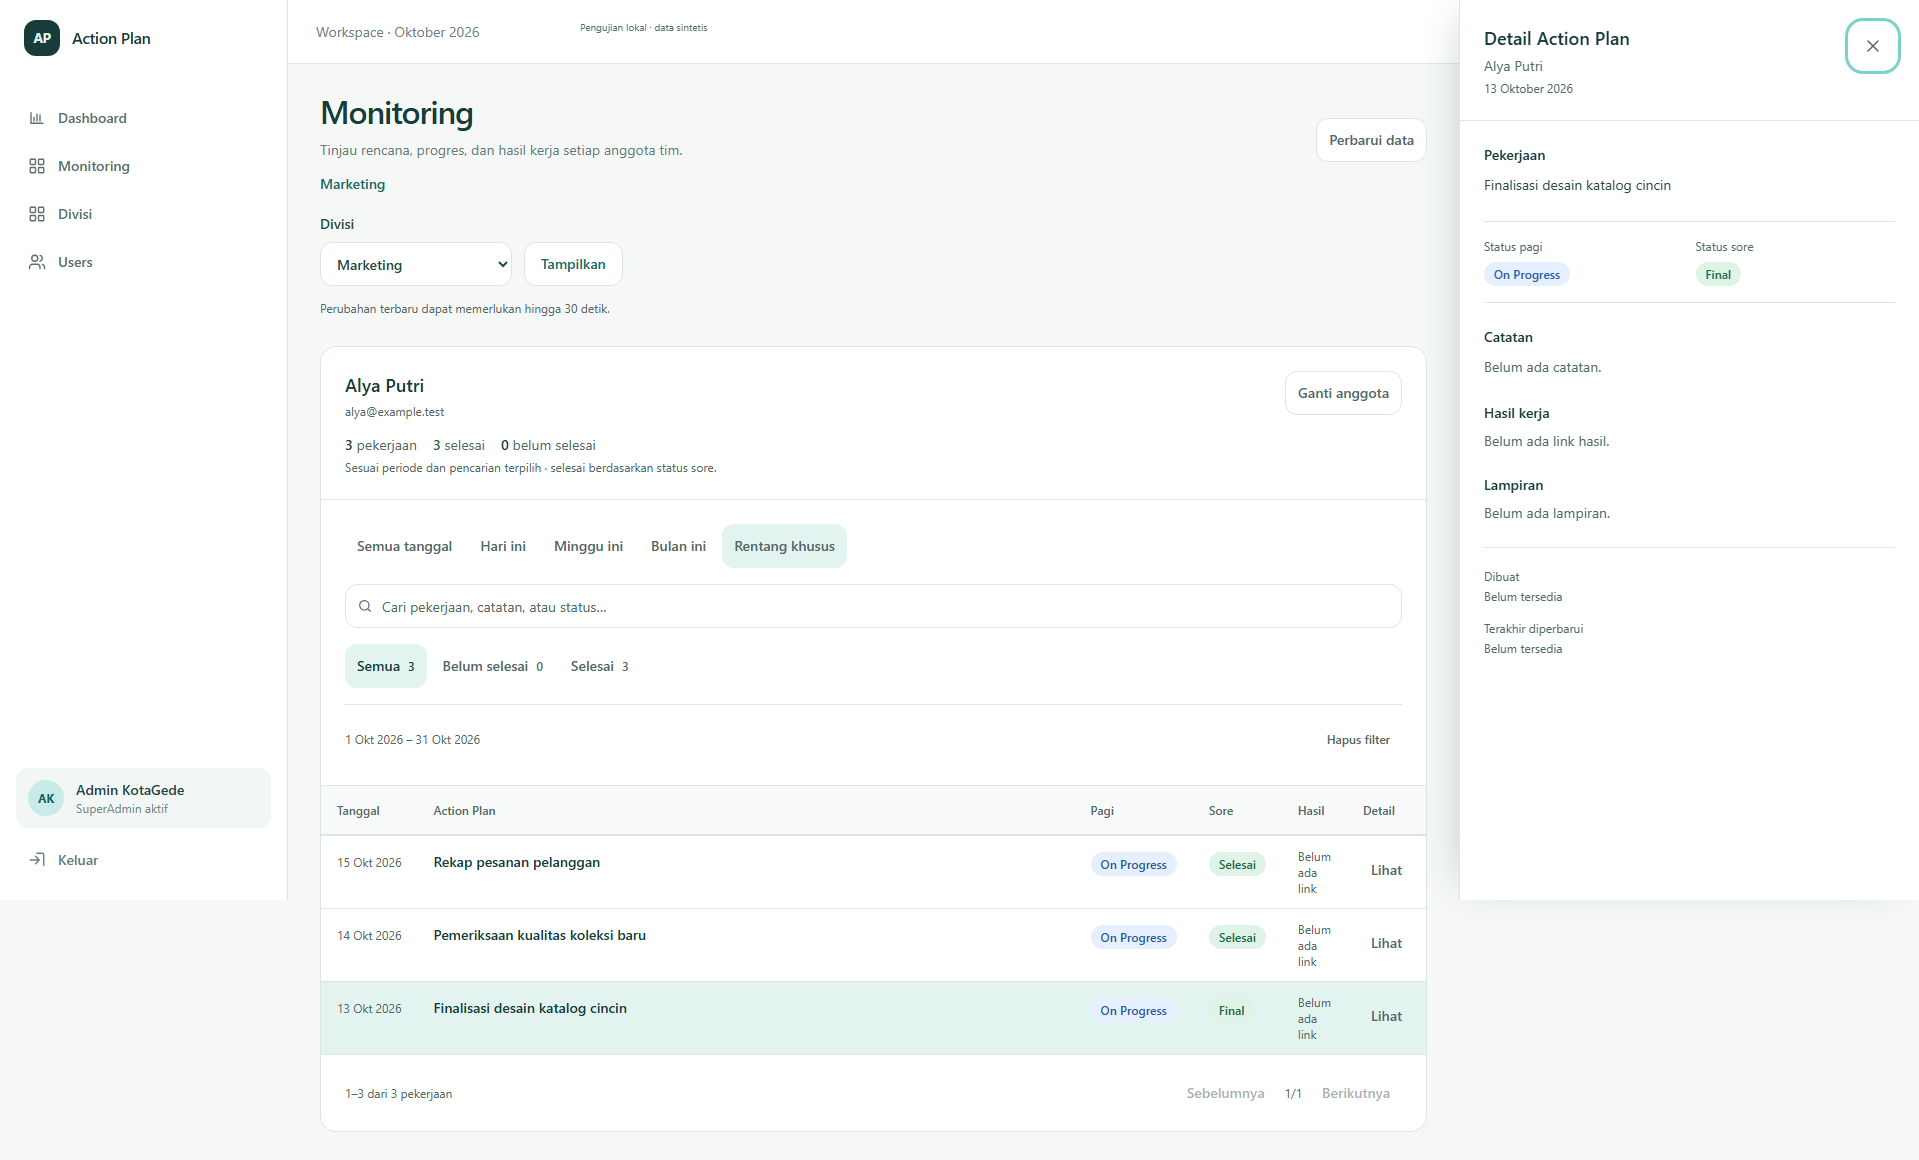 AP Action Plan
Dashboard
Monitoring
Divisi
Users
AK
Admin KotaGede
SuperAdmin aktif
Keluar
Workspace · Oktober 2026
Pengujian lokal · data sintetis
Monitoring
Tinjau rencana, progres, dan hasil kerja setiap anggota tim.
Marketing
Perbarui data
Divisi
Marketing
Tampilkan
Perubahan terbaru dapat memerlukan hingga 30 detik.
Alya Putri
alya@example.test
3 pekerjaan 3 selesai 0 belum selesai
Sesuai periode dan pencarian terpilih · selesai berdasarkan status sore.
Ganti anggota
Semua tanggal Hari ini Minggu ini Bulan ini Rentang khusus
Cari pekerjaan, catatan, atau status...
Semua 3 Belum selesai 0 Selesai 3
1 Okt 2026 – 31 Okt 2026
Hapus filter
Tanggal Action Plan Pagi Sore Hasil Detail
15 Okt 2026 Rekap pesanan pelanggan On Progress Selesai
Belum
ada
link
Lihat
14 Okt 2026 Pemeriksaan kualitas koleksi baru On Progress Selesai
Belum
ada
link
Lihat
13 Okt 2026 Finalisasi desain katalog cincin On Progress Final
Belum
ada
link
Lihat
1–3 dari 3 pekerjaan
Sebelumnya 1/1 Berikutnya
Detail Action Plan
Alya Putri
13 Oktober 2026
Pekerjaan
Finalisasi desain katalog cincin
Status pagi
On Progress
Status sore
Final
Catatan
Belum ada catatan.
Hasil kerja
Belum ada link hasil.
Lampiran
Belum ada lampiran.
Dibuat
Belum tersedia
Terakhir diperbarui
Belum tersedia